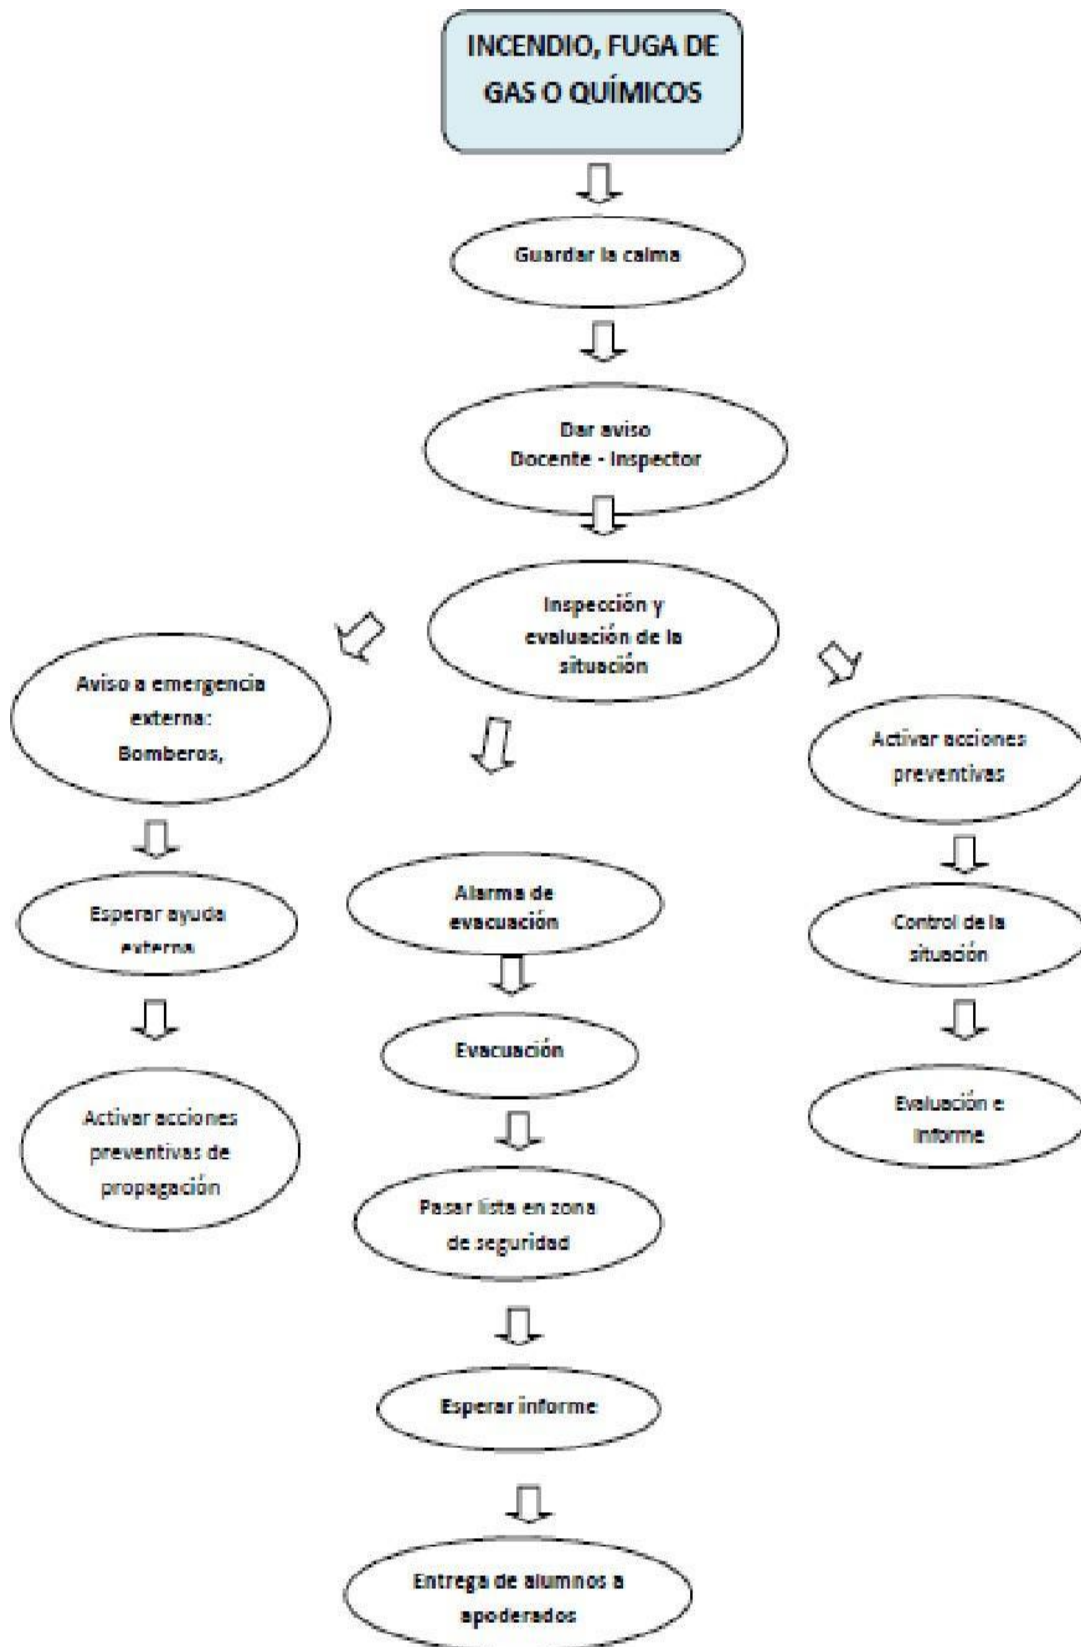 INCENDIO, FUGA DE
GAS O QUÍMICOS
Guardar la calma
Dar aviso
Docente - Inspector
Inspección y
evaluación de la
situación
Aviso a emergencia
externa:
Bomberos,
Esperar ayuda
externa
Activar acciones
preventivas de
propagación
Alarma de
evacuación
Evacuación
Pasar lista en zona
de seguridad
Esperar informe
Entrega de alumnos a
apoderados
Activar acciones
preventivas
Control de la
situación
Evaluación e
Informe